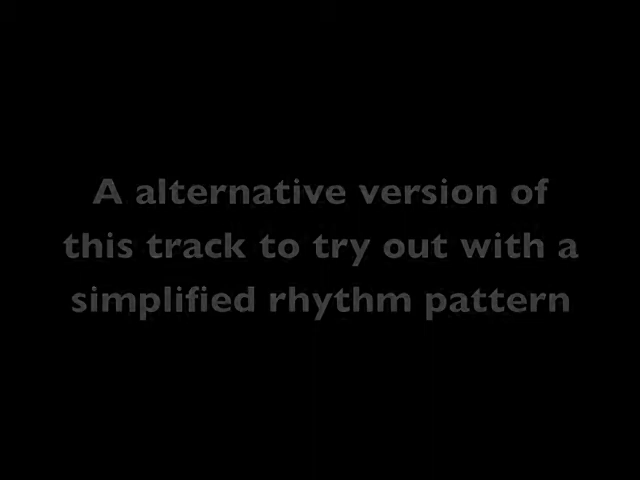 A alternative version of
this track to try out with a
simplified rhythm pattern